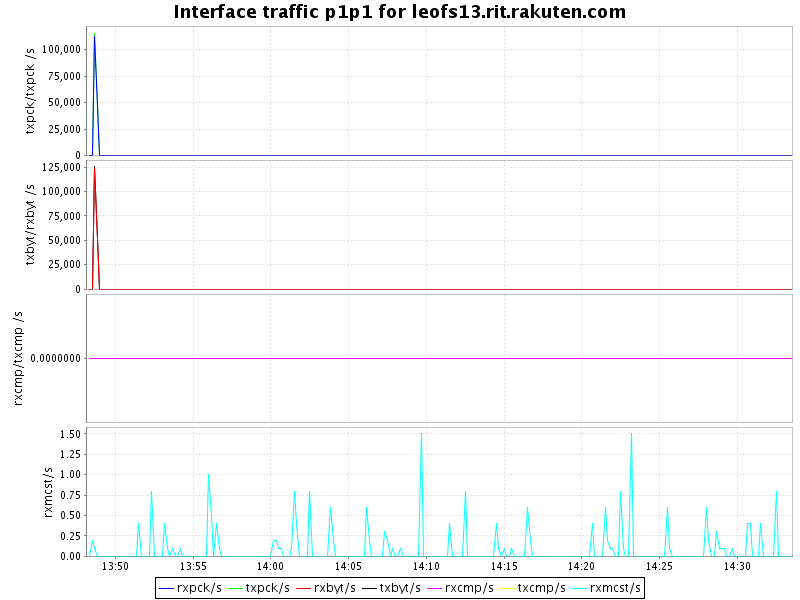 Interface traffic p1p1 for leofs13.rit.rakuten.com
txpck/txpck /s
100,000
75,000
50,000
25,000
0
txbyt/rxbyt /s
125,000
100,000
75,000
50,000
25,000
0
rxcmp/txcmp /s
0.0000000
rxmcst/s
1.50
1.25
1.00
0.75
0.50
0.25
0.00
13:50 13:55 14:00 14:05 14:10 14:15 14:20 14:25 14:30
rxpck/s txpck/s rxbyt/s txbyt/s rxcmp/s txcmp/s rxmcst/s